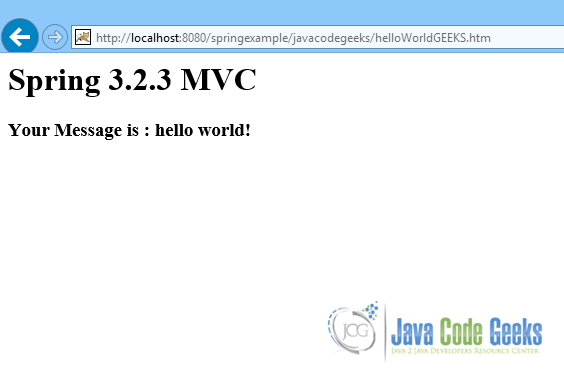 http://localhost:8080/springexample/javacodegeeks/helloWorldGEEKS.htm
Spring 3.2.3 MVC
Your Message is : hello world!
JCG
Java Code Geeks
JAVA 2 JAVA DEVELOPERS RESOURCE CENTER